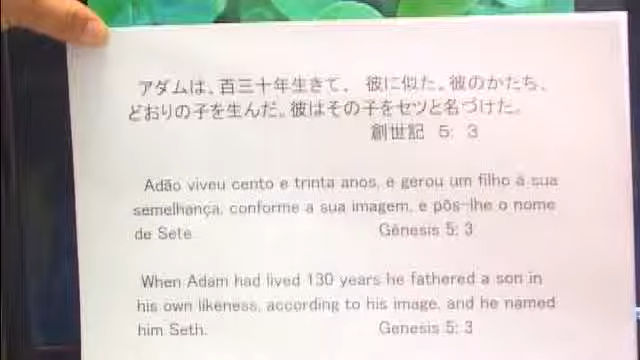 アダムは、百三十年生きて、 彼に似た、彼のかたち、
どおりの子を生んだ。彼はその子をセツと名づけた。
創世記 5: 3
Adão viveu cento e trinta anos, e gerou um filho à sua
semelhança, conforme a sua imagem, e pôs-lhe o nome
de Sete Gênesis 5: 3
When Adam had lived 130 years he fathered a son in
his own likeness, according to his image, and he named
him Seth. Genesis 5: 3